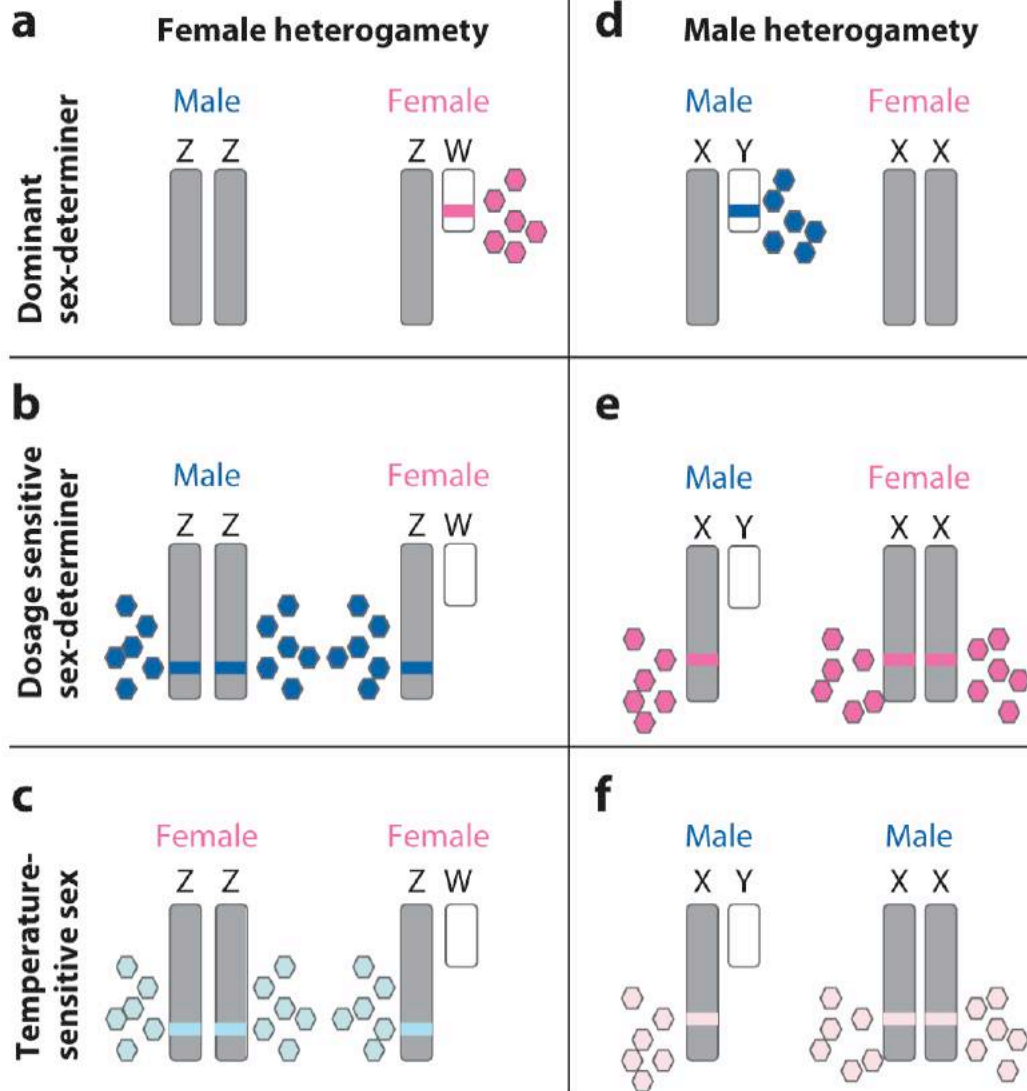 a
Female heterogamety
d
Male heterogamety
Dominant
sex-determiner
Male
Female
Z Z
Z W
Male
Female
X Y
X X
b
e
Dosage sensitive
sex-determiner
Male
Female
Z Z
Z W
Male
Female
X Y
X X
c
f
Temperature-
sensitive sex
Female
Female
Z Z
Z W
Male
Male
X Y
X X